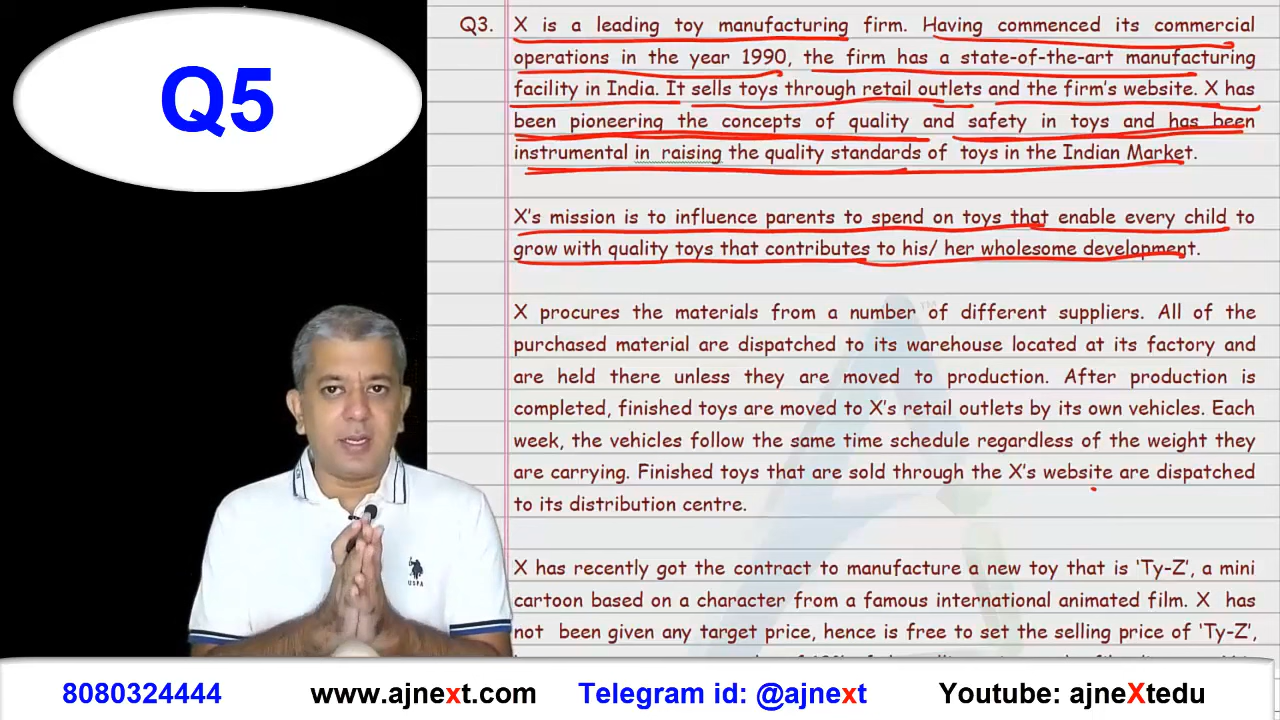 Q5
Q3. X is a leading toy manufacturing firm. Having commenced its commercial
operations in the year 1990, the firm has a state-of-the-art manufacturing
facility in India. It sells toys through retail outlets and the firm's website. X has
been pioneering the concepts of quality and safety in toys and has been
instrumental in raising the quality standards of toys in the Indian Market.
X's mission is to influence parents to spend on toys that enable every child to
grow with quality toys that contributes to his/ her wholesome development.
X procures the materials from a number of different suppliers. All of the
purchased material are dispatched to its warehouse located at its factory and
are held there unless they are moved to production. After production is
completed, finished toys are moved to X's retail outlets by its own vehicles. Each
week, the vehicles follow the same time schedule regardless of the weight they
are carrying. Finished toys that are sold through the X's website are dispatched
to its distribution centre.
X has recently got the contract to manufacture a new toy that is 'Ty-Z', a mini
cartoon based on a character from a famous international animated film. X has
not been given any target price, hence is free to set the selling price of 'Ty-Z',
USPA
TM
8080324444 www.ajnext.com Telegram id: @ajnext Youtube: ajneXtedu